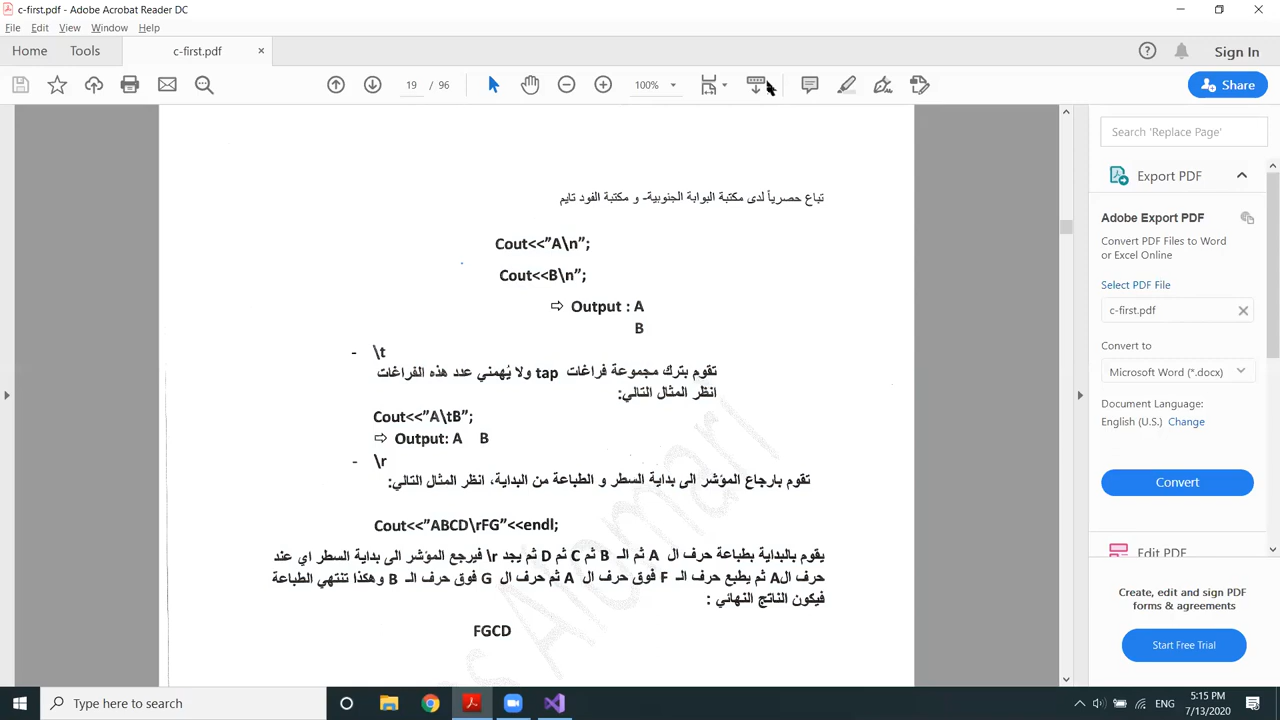 c-first.pdf - Adobe Acrobat Reader DC
File Edit View Window Help
Home Tools c-first.pdf × Sign In
19 / 96 100% Share
تباع حصرياً لدى مكتبة البوابة الجنوبية- و مكتبة الفود تايم
Cout<<”A\n”;
Cout<<B\n”;
⇨ Output : A
B
- \t
تقوم بترك مجموعة فراغات tap ولا يُهمني عدد هذه الفراغات
انظر المثال التالي:
Cout<<”A\tB”;
⇨ Output: A B
- \r
تقوم بارجاع المؤشر الى بداية السطر و الطباعة من البداية، انظر المثال التالي:
Cout<<”ABCD\rFG”<<endl;
يقوم بالبداية بطباعة حرف ال A ثم الـ B ثم C ثم D ثم يجد r\ فيرجع المؤشر الى بداية السطر اي عند
حرف الA ثم يطبع حرف الـ F فوق حرف ال A ثم حرف ال G فوق حرف الـ B وهكذا تنتهي الطباعة
فيكون الناتج النهائي :
FGCD
Search 'Replace Page'
Export PDF
Adobe Export PDF
Convert PDF Files to Word
or Excel Online
Select PDF File
c-first.pdf
Convert to
Microsoft Word (*.docx)
Document Language:
English (U.S.) Change
Convert
Edit PDF
Create, edit and sign PDF
forms & agreements
Start Free Trial
Type here to search
ENG
5:15 PM
7/13/2020